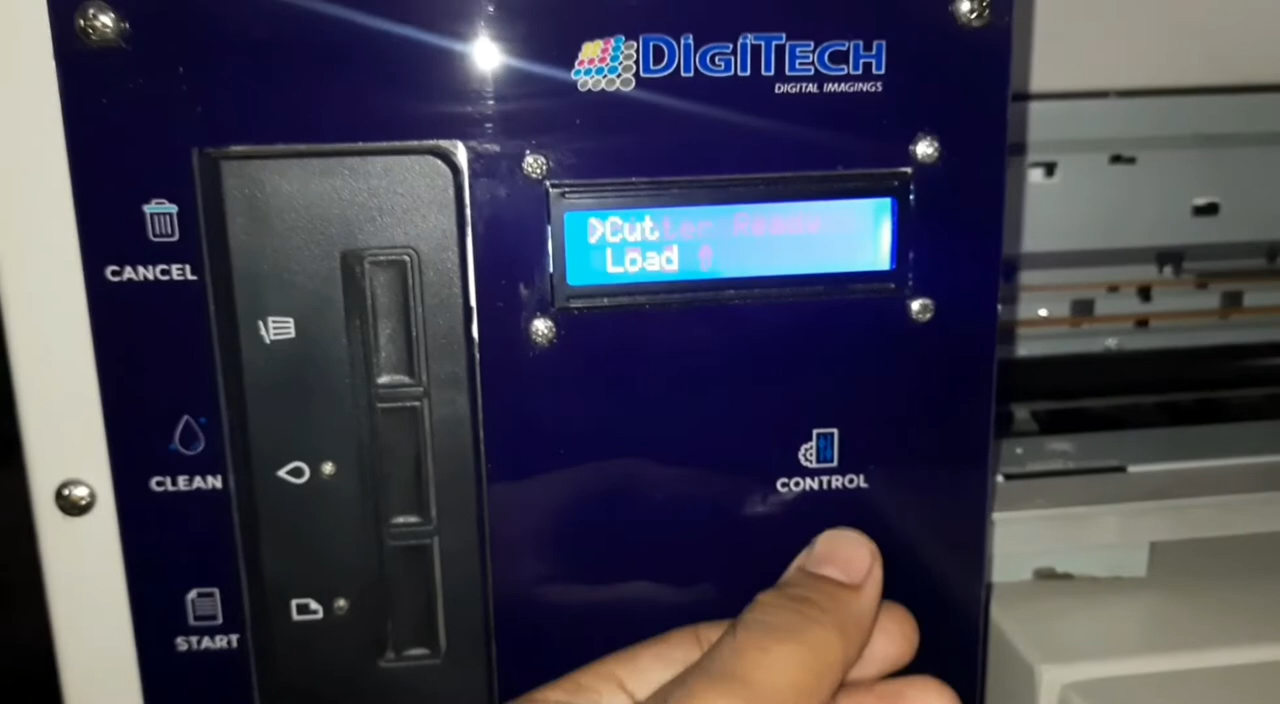 DIGITECH
DIGITAL IMAGINGS
CANCEL
>Cut
Load
CLEAN
CONTROL
START